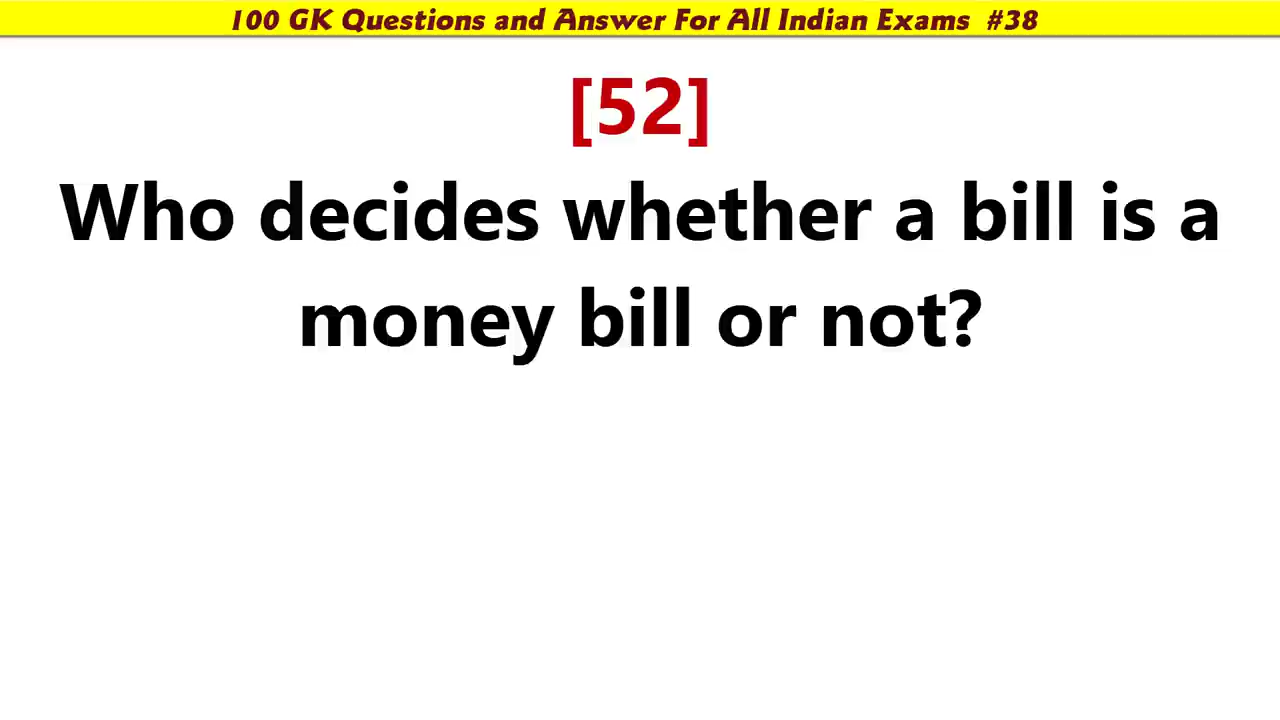 100 GK Questions and Answer For All Indian Exams #38
[52]
Who decides whether a bill is a
money bill or not?